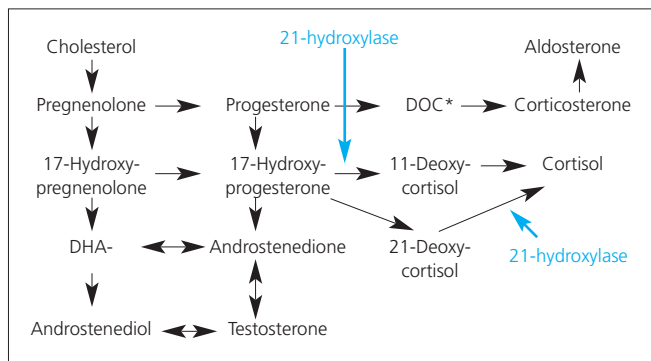 21-hydroxylase
Cholesterol
Aldosterone
Pregnenolone
Progesterone
DOC*
Corticosterone
17-Hydroxy-
pregnenolone
17-Hydroxy-
progesterone
11-Deoxy-
cortisol
Cortisol
DHA-
Androstenedione
21-Deoxy-
cortisol
21-hydroxylase
Androstenediol
Testosterone